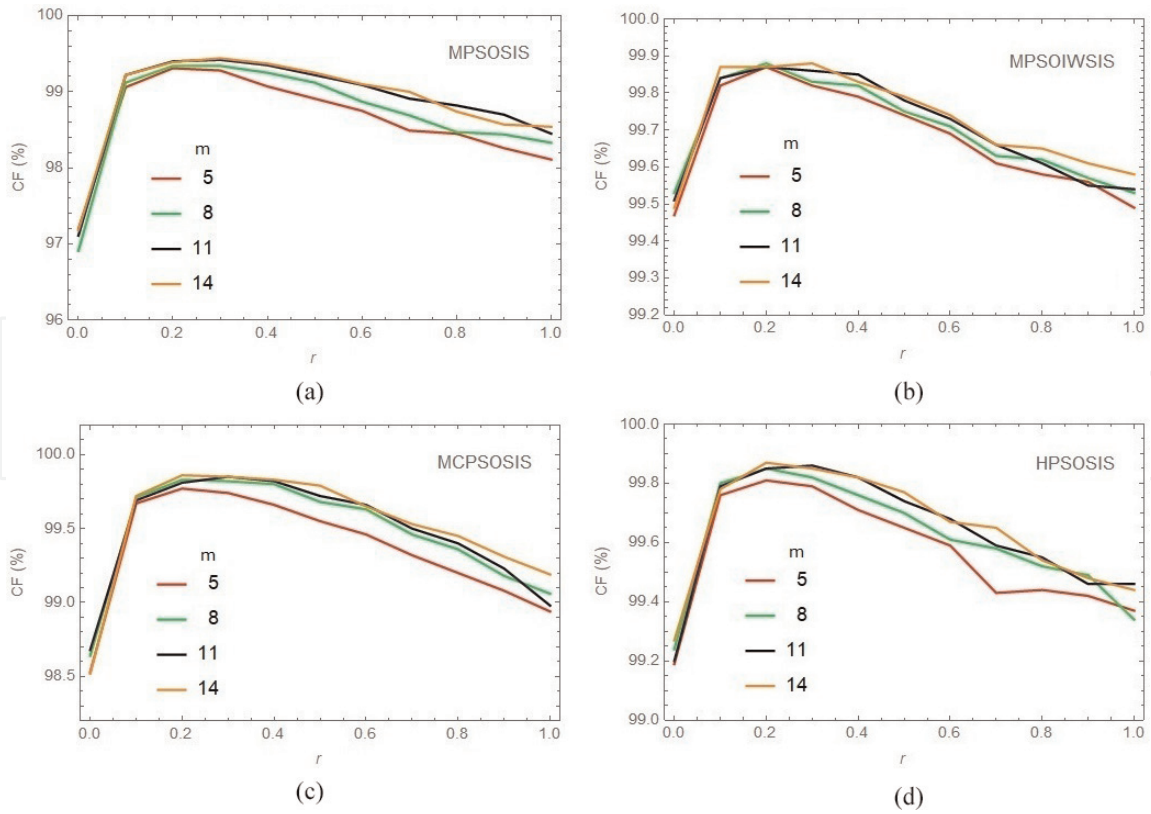 100
99
98
97
96
CF (%)
MPSOSIS
m
5
8
11
14
0.0 0.2 0.4 0.6 0.8 1.0
r
(a)
100.0
99.9
99.8
99.7
99.6
99.5
99.4
99.3
99.2
CF (%)
MPSOIWSIS
m
5
8
11
14
0.0 0.2 0.4 0.6 0.8 1.0
r
(b)
100.0
99.5
99.0
98.5
CF (%)
MCPSOSIS
m
5
8
11
14
0.0 0.2 0.4 0.6 0.8 1.0
r
(c)
100.0
99.8
99.6
99.4
99.2
99.0
CF (%)
HPSOSIS
m
5
8
11
14
0.0 0.2 0.4 0.6 0.8 1.0
r
(d)